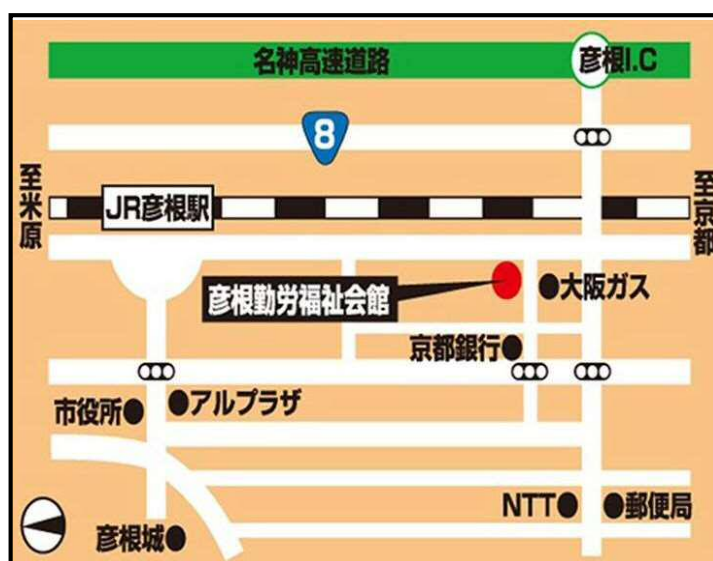 名神高速道路
彦根I.C
8
至米原
JR彦根駅
至京都
彦根勤労福祉会館
大阪ガス
京都銀行
市役所
アルプラザ
NTT
郵便局
彦根城